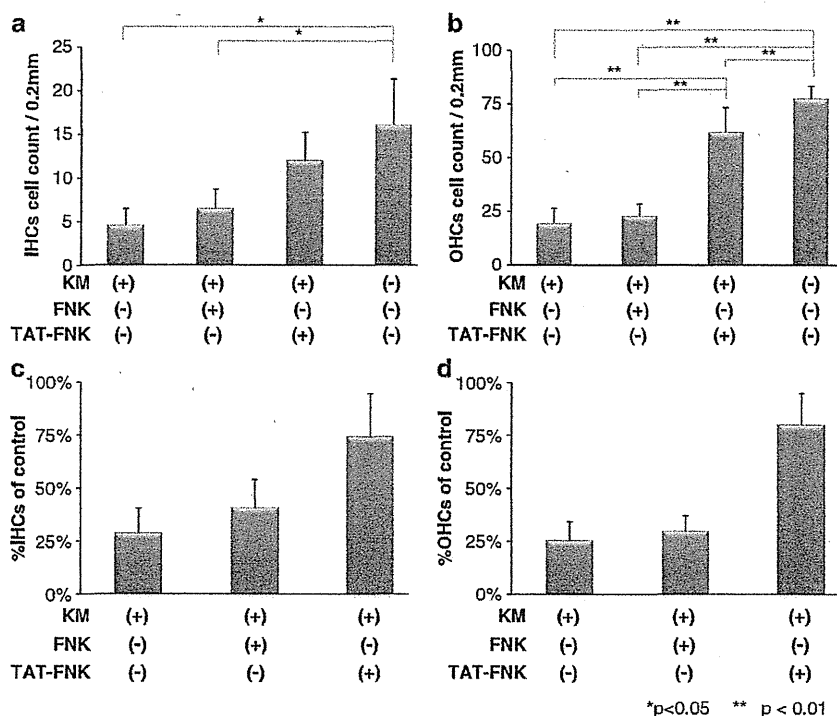 a
* 
*
25
20
15
10
5
0
IHCs cell count / 0.2mm
KM (+) (+) (+) (-)
FNK (-) (+) (-) (-)
TAT-FNK (-) (-) (+) (-)
b
**
**
**
**
**
100
75
50
25
0
OHCs cell count / 0.2mm
KM (+) (+) (+) (-)
FNK (-) (+) (-) (-)
TAT-FNK (-) (-) (+) (-)
c
100%
75%
50%
25%
0%
%IHCs of control
KM (+) (+) (+)
FNK (-) (+) (-)
TAT-FNK (-) (-) (+)
d
100%
75%
50%
25%
0%
%OHCs of control
KM (+) (+) (+)
FNK (-) (+) (-)
TAT-FNK (-) (-) (+)
*p<0.05 ** p < 0.01